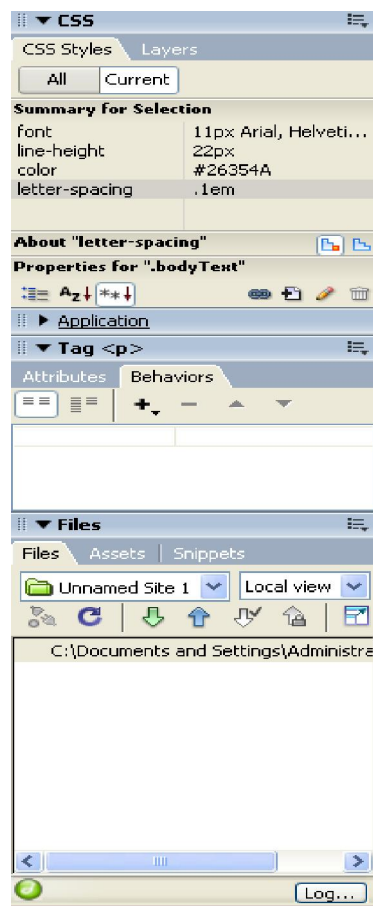 CSS
CSS Styles Layers
All Current
Summary for Selection
font 11px Arial, Helveti...
line-height 22px
color #26354A
letter-spacing .1em
About "letter-spacing"
Properties for ".bodyText"
Az **
Application
Tag <p>
Attributes Behaviors
Files
Files Assets Snippets
Unnamed Site 1 Local view
C:\Documents and Settings\Administra
Log...